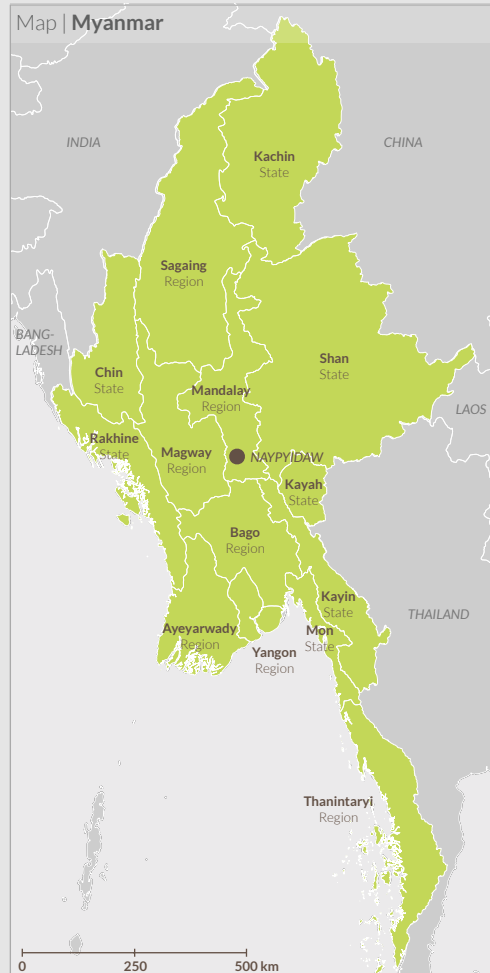 Map | Myanmar
INDIA
CHINA
Kachin
State
Sagaing
Region
BANG-
LADESH
Shan
State
Chin
State
Mandalay
Region
LAOS
Rakhine
State
Magway
Region
NAYPYIDAW
Kayah
State
Bago
Region
Kayin
State
THAILAND
Ayeyarwady
Region
Mon
State
Yangon
Region
Thanintaryi
Region
0 250 500 km